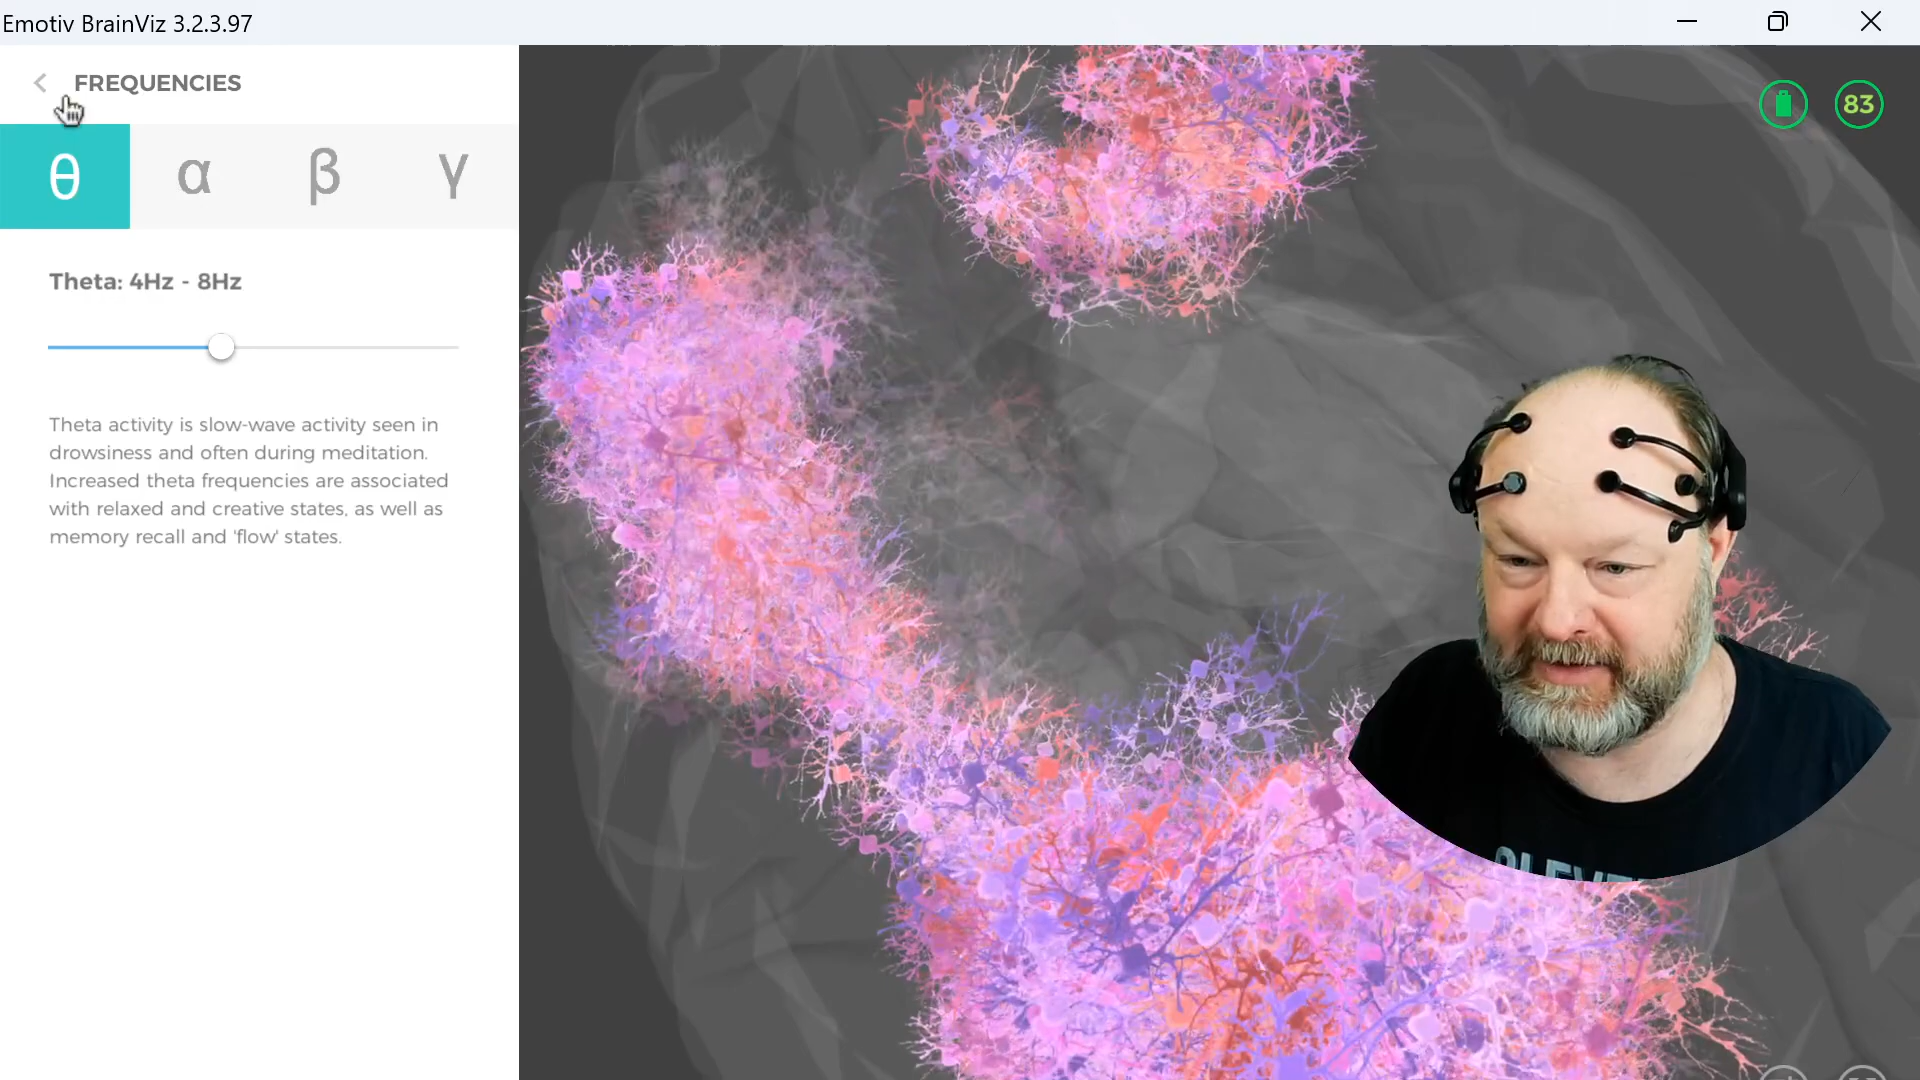 Emotiv BrainViz 3.2.3.97
FREQUENCIES
83
θ α β γ
Theta: 4Hz - 8Hz
Theta activity is slow-wave activity seen in
drowsiness and often during meditation.
Increased theta frequencies are associated
with relaxed and creative states, as well as
memory recall and 'flow' states.